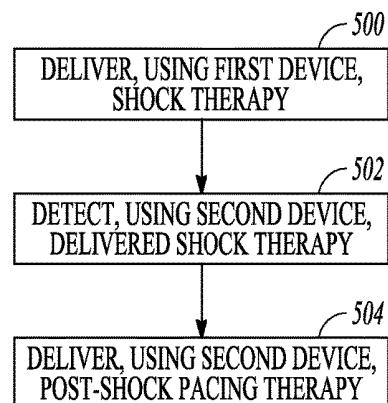 500
DELIVER, USING FIRST DEVICE,
SHOCK THERAPY
502
DETECT, USING SECOND DEVICE,
DELIVERED SHOCK THERAPY
504
DELIVER, USING SECOND DEVICE,
POST-SHOCK PACING THERAPY